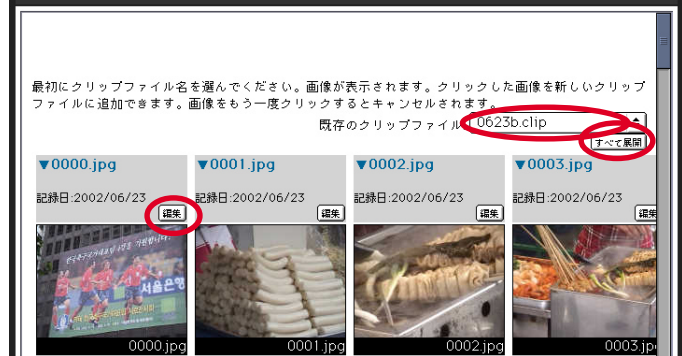 最初にクリップファイル名を選んでください。画像が表示されます。クリックした画像を新しいクリップ
ファイルに追加できます。画像をもう一度クリックするとキャンセルされます。
既存のクリップファイル 0623b.clip
すべて展開
▼0000.jpg ▼0001.jpg ▼0002.jpg ▼0003.jpg
記録日:2002/06/23 記録日:2002/06/23 記録日:2002/06/23 記録日:2002/06/23
編集 編集 編集 編集
서울은행
0000.jpg 0001.jpg 0002.jpg 0003.jp